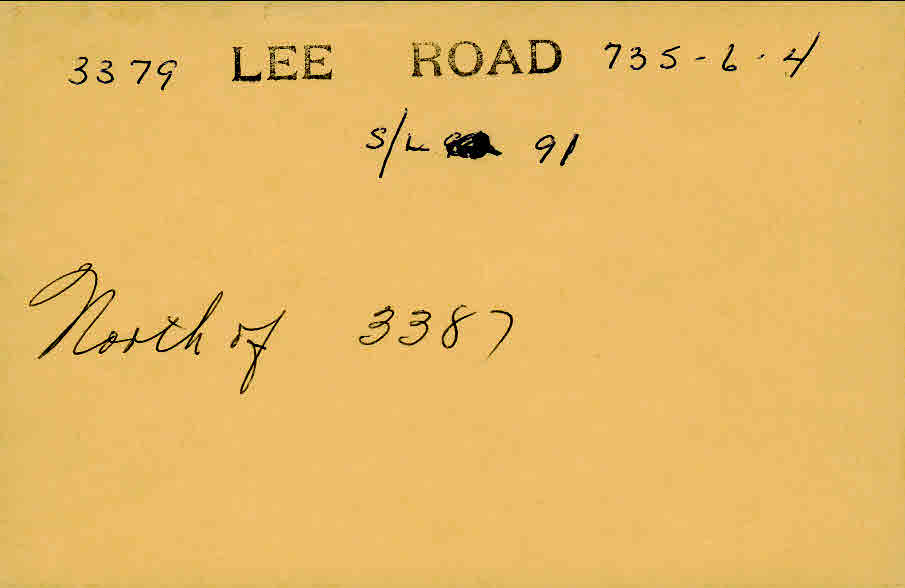 3379 LEE ROAD 735-6-4
S/L 91
North of 3387